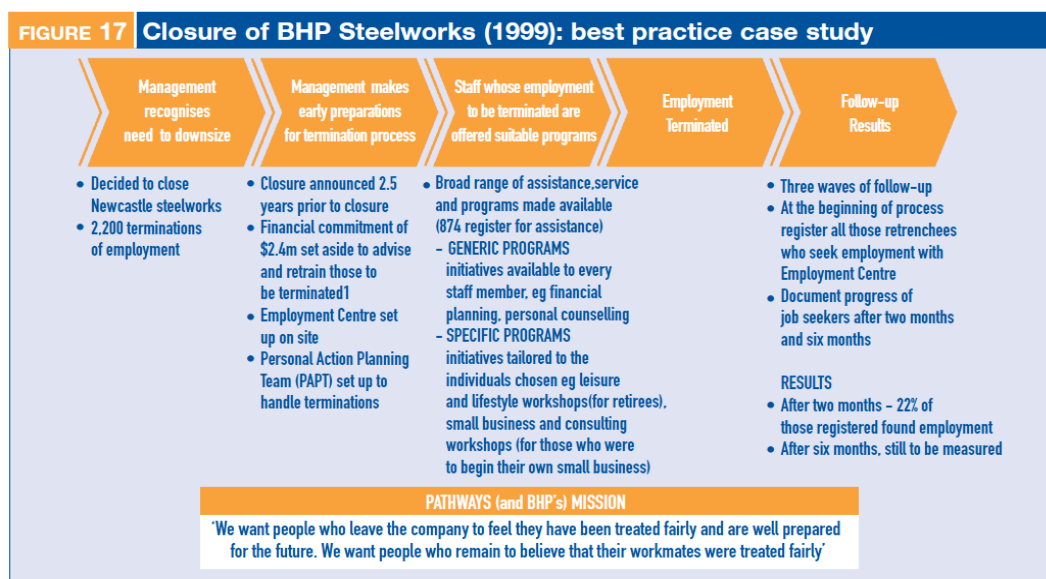 FIGURE 17 Closure of BHP Steelworks (1999): best practice case study
Management
recognises
need to downsize
Management makes
early preparations
for termination process
Staff whose employment
to be terminated are
offered suitable programs
Employment
Terminated
Follow-up
Results
• Decided to close
Newcastle steelworks
• 2,200 terminations
of employment
• Closure announced 2.5
years prior to closure
• Financial commitment of
$2.4m set aside to advise
and retrain those to
be terminated1
• Employment Centre set
up on site
• Personal Action Planning
Team (PAPT) set up to
handle terminations
• Broad range of assistance,service
and programs made available
(874 register for assistance)
– GENERIC PROGRAMS
initiatives available to every
staff member, eg financial
planning, personal counselling
– SPECIFIC PROGRAMS
initiatives tailored to the
individuals chosen eg leisure
and lifestyle workshops(for retirees),
small business and consulting
workshops (for those who were
to begin their own small business)
• Three waves of follow-up
• At the beginning of process
register all those retrenchees
who seek employment with
Employment Centre
• Document progress of
job seekers after two months
and six months
RESULTS
• After two months – 22% of
those registered found employment
• After six months, still to be measured
PATHWAYS (and BHP's) MISSION
'We want people who leave the company to feel they have been treated fairly and are well prepared
for the future. We want people who remain to believe that their workmates were treated fairly'